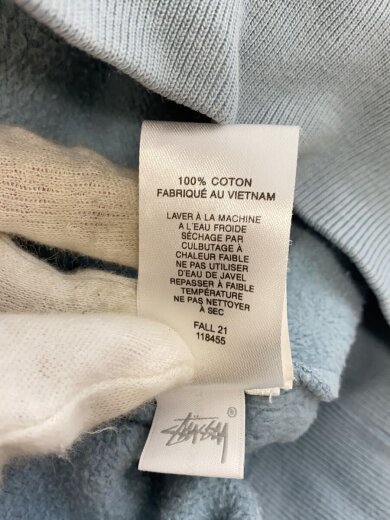 100% COTON
FABRIQUÉ AU VIETNAM
LAVER À LA MACHINE
A L'EAU FROIDE
SÉCHAGE PAR
CULBUTAGE À
CHALEUR FAIBLE
NE PAS UTILISER
D'EAU DE JAVEL
REPASSER À FAIBLE
TEMPÉRATURE
NE PAS NETTOYER
À SEC
FALL 21
118455
STÜSSY®